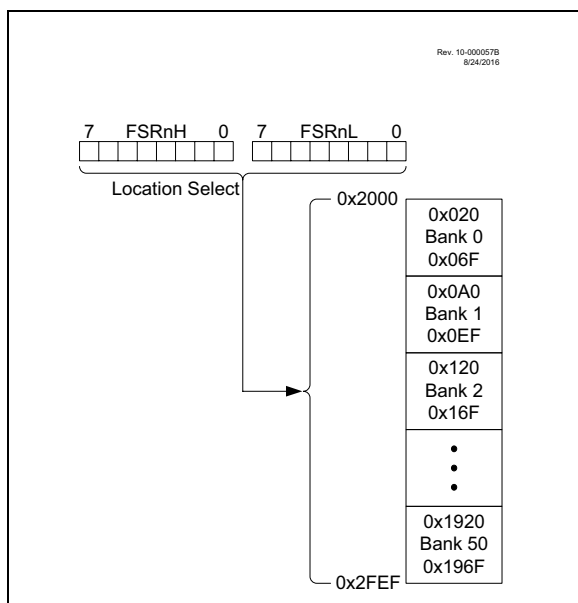 Rev. 10-000057B
8/24/2016
7 FSRnH 0 7 FSRnL 0
Location Select
0x2000
0x020
Bank 0
0x06F
0x0A0
Bank 1
0x0EF
0x120
Bank 2
0x16F
0x1920
Bank 50
0x196F
0x2FEF